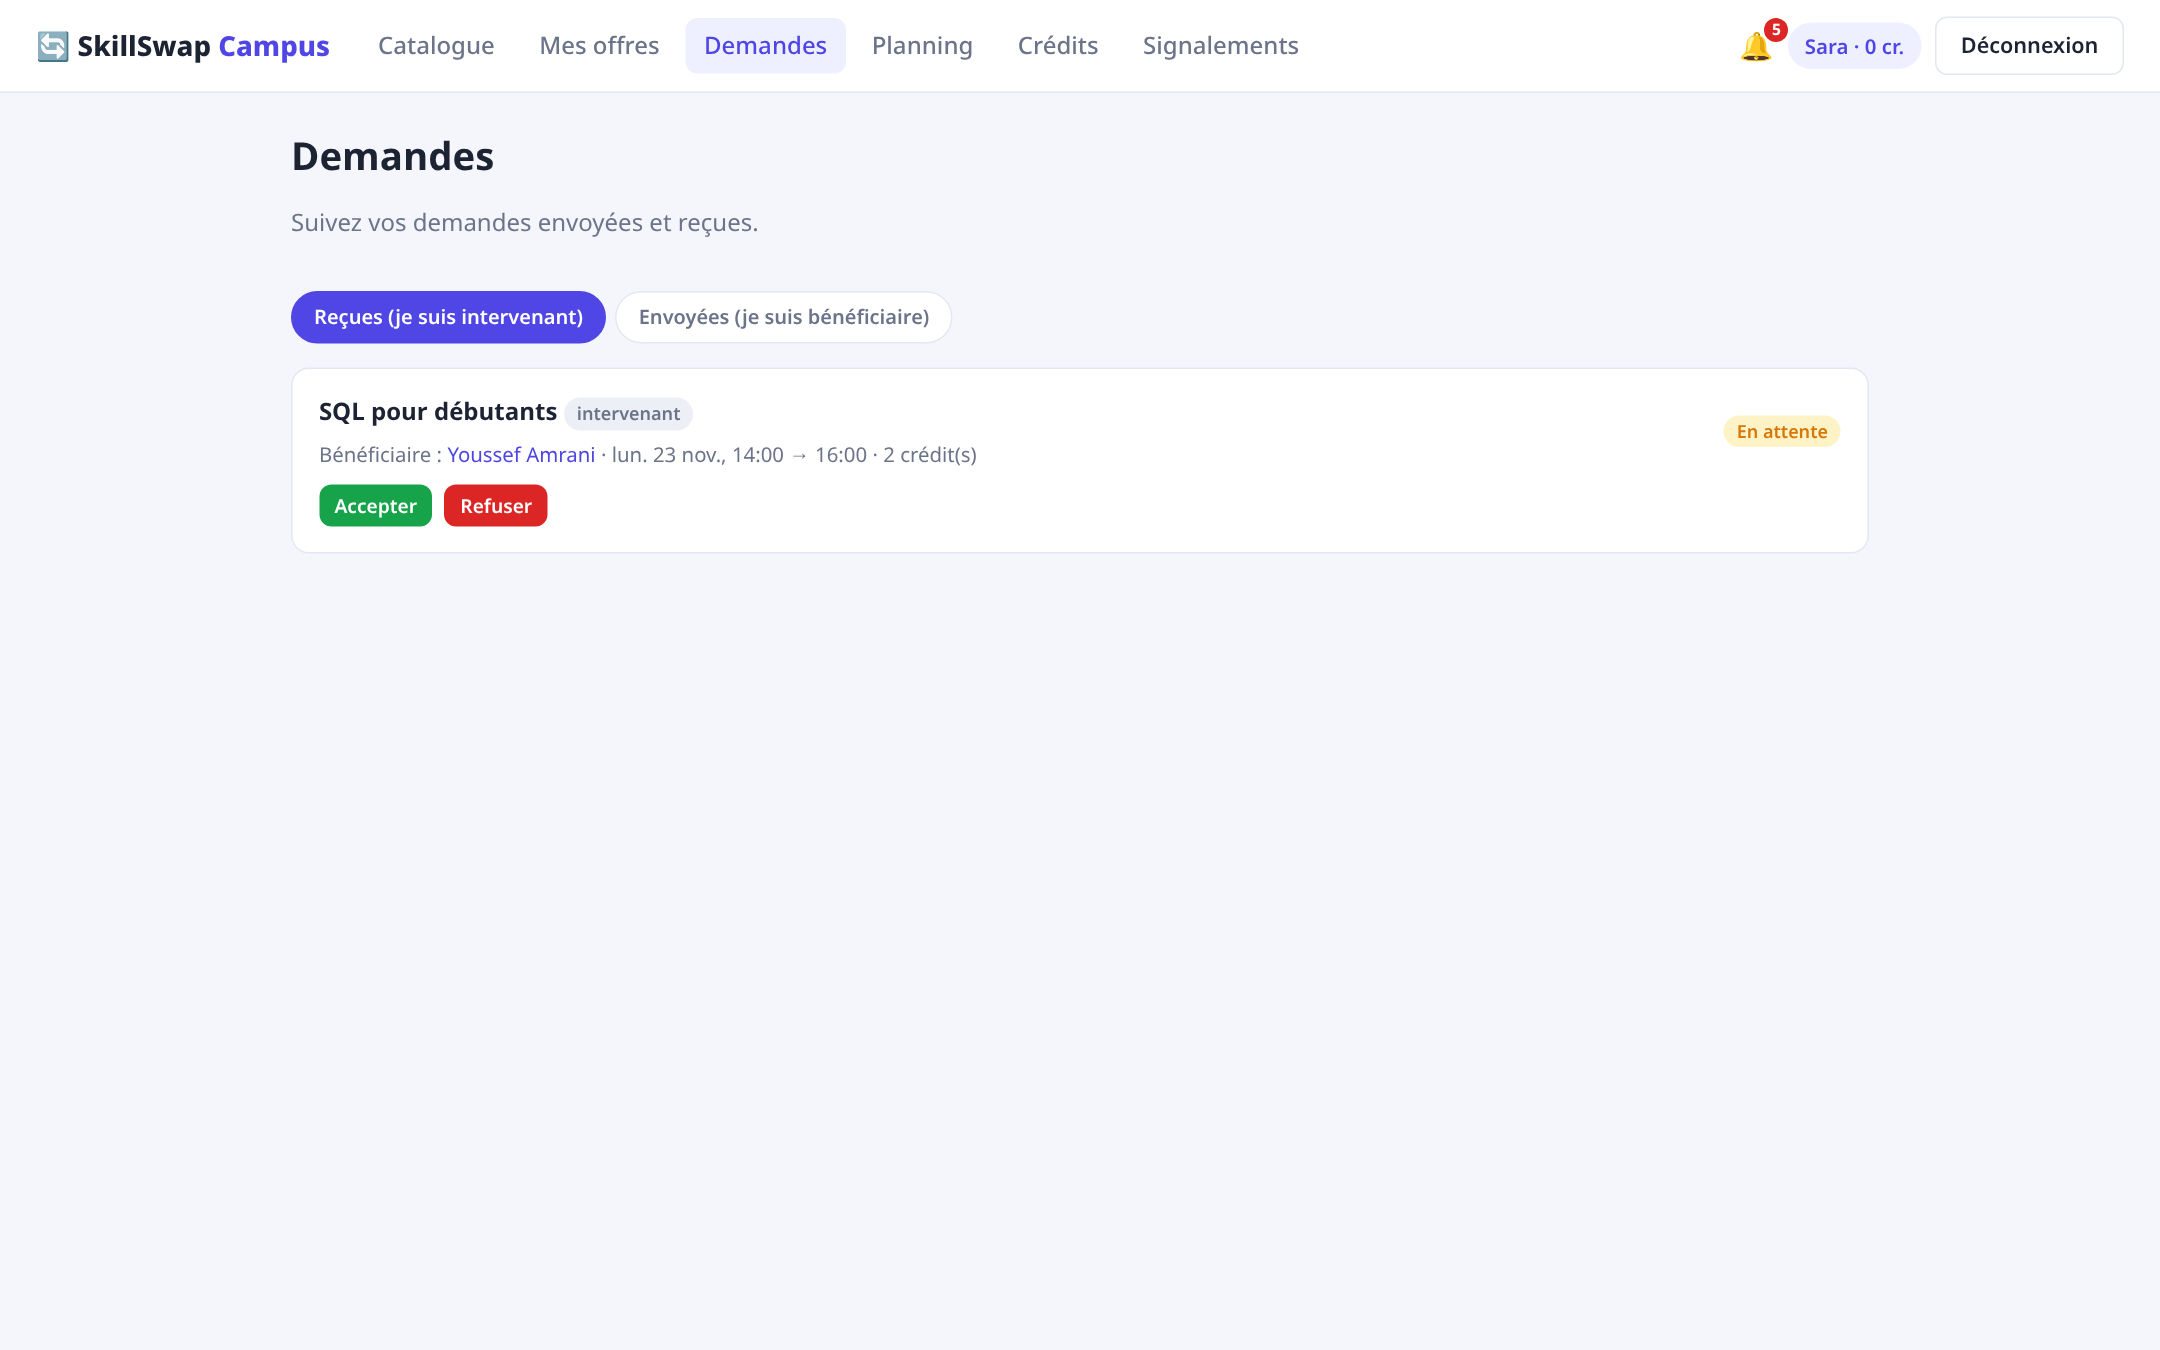 SkillSwap Campus Catalogue Mes offres Demandes Planning Crédits Signalements 5 Sara · 0 cr. Déconnexion
Demandes
Suivez vos demandes envoyées et reçues.
Reçues (je suis intervenant) Envoyées (je suis bénéficiaire)
SQL pour débutants intervenant
En attente
Bénéficiaire : Youssef Amrani · lun. 23 nov., 14:00 → 16:00 · 2 crédit(s)
Accepter Refuser